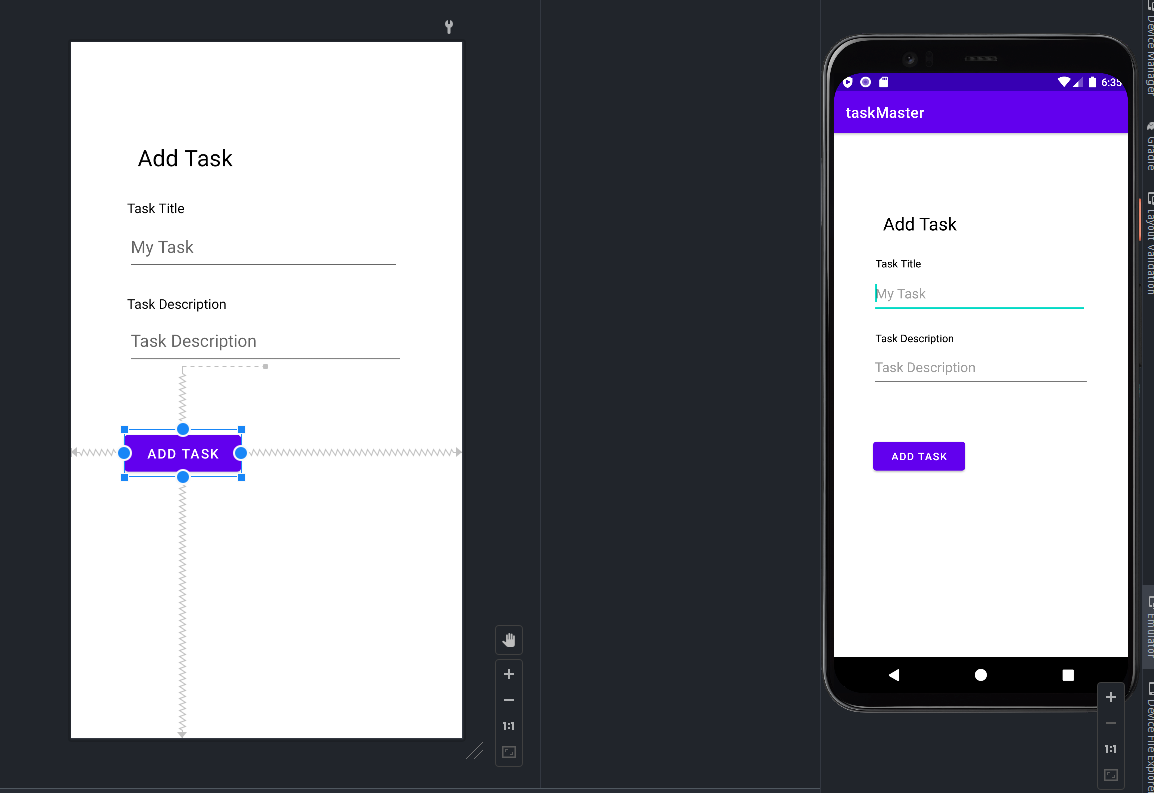 Add Task
Task Title
My Task
Task Description
Task Description
ADD TASK
1:1
6:35
taskMaster
Add Task
Task Title
My Task
Task Description
Task Description
ADD TASK
1:1
Device Manager
Gradle
Layout Validation
Emulator
Device File Explorer